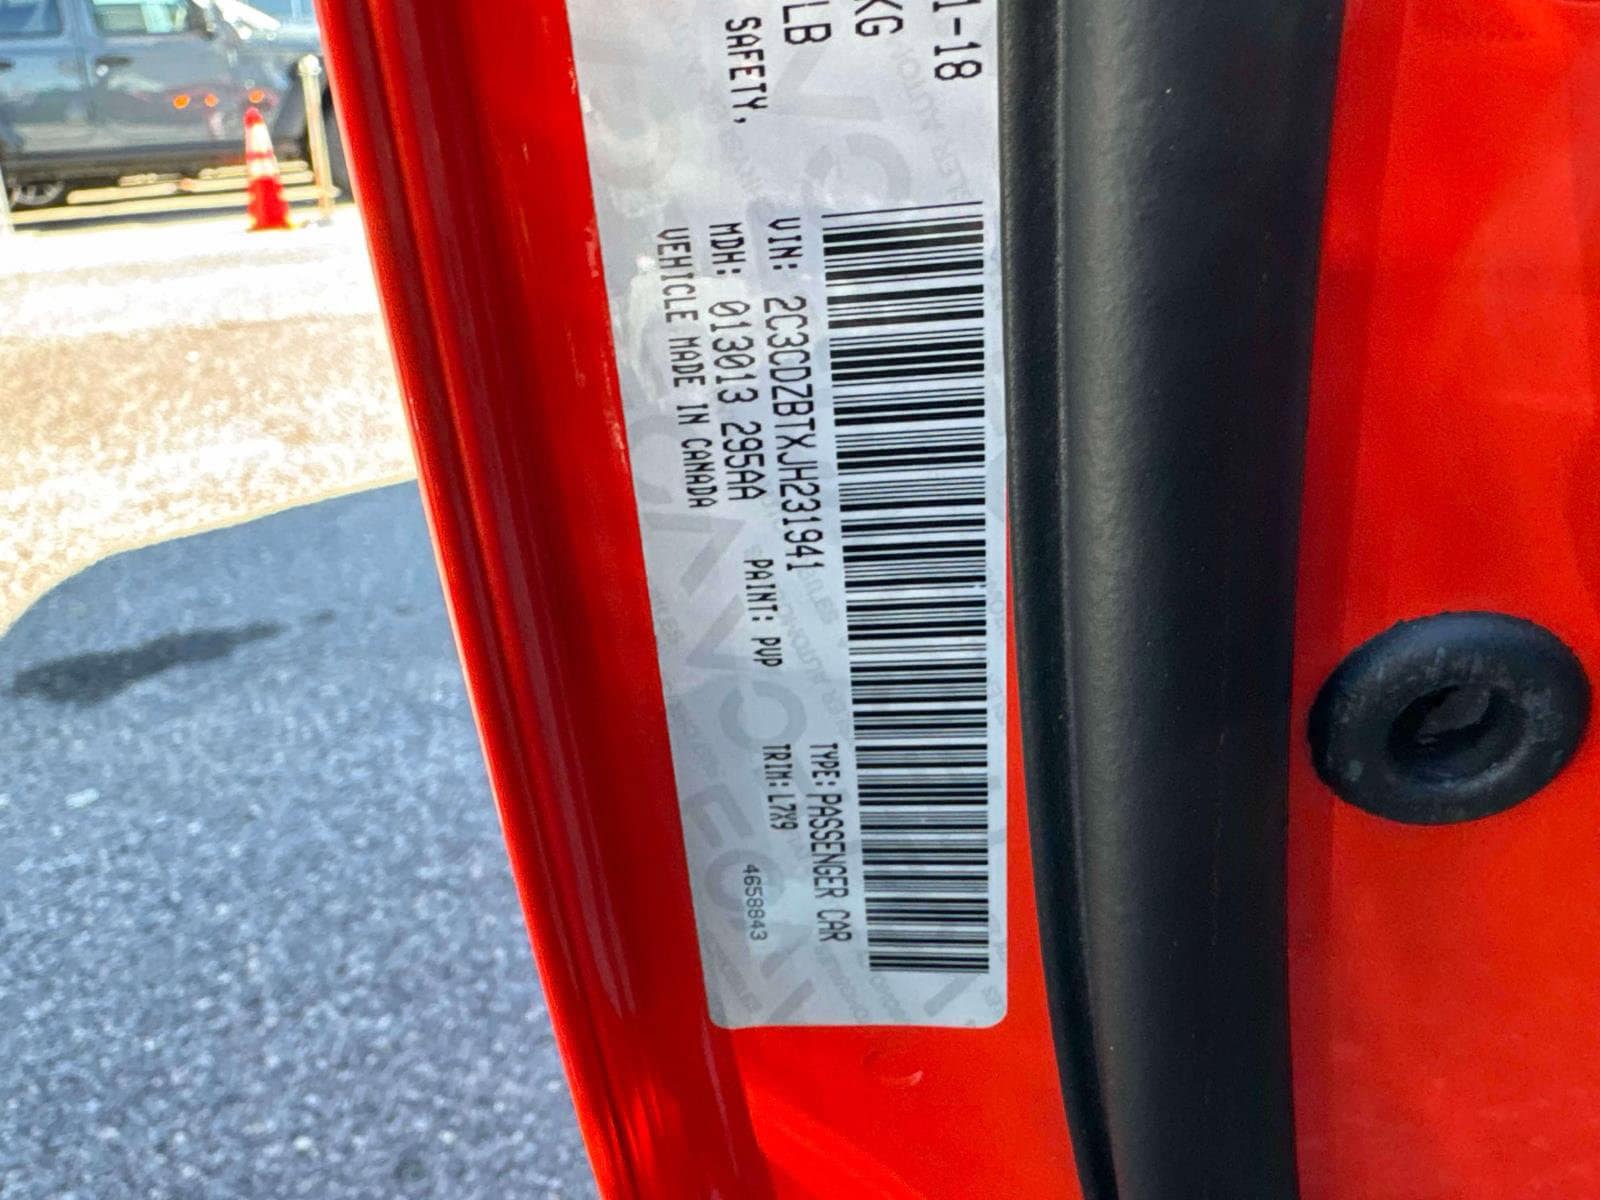 1-18
KG
LB
SAFETY,
VIN: 2C3CDZBTXJH231941
TYPE: PASSENGER CAR
MDH: 013013 295AA PAINT: PVP TRIM: L7X9
VEHICLE MADE IN CANADA
4658843